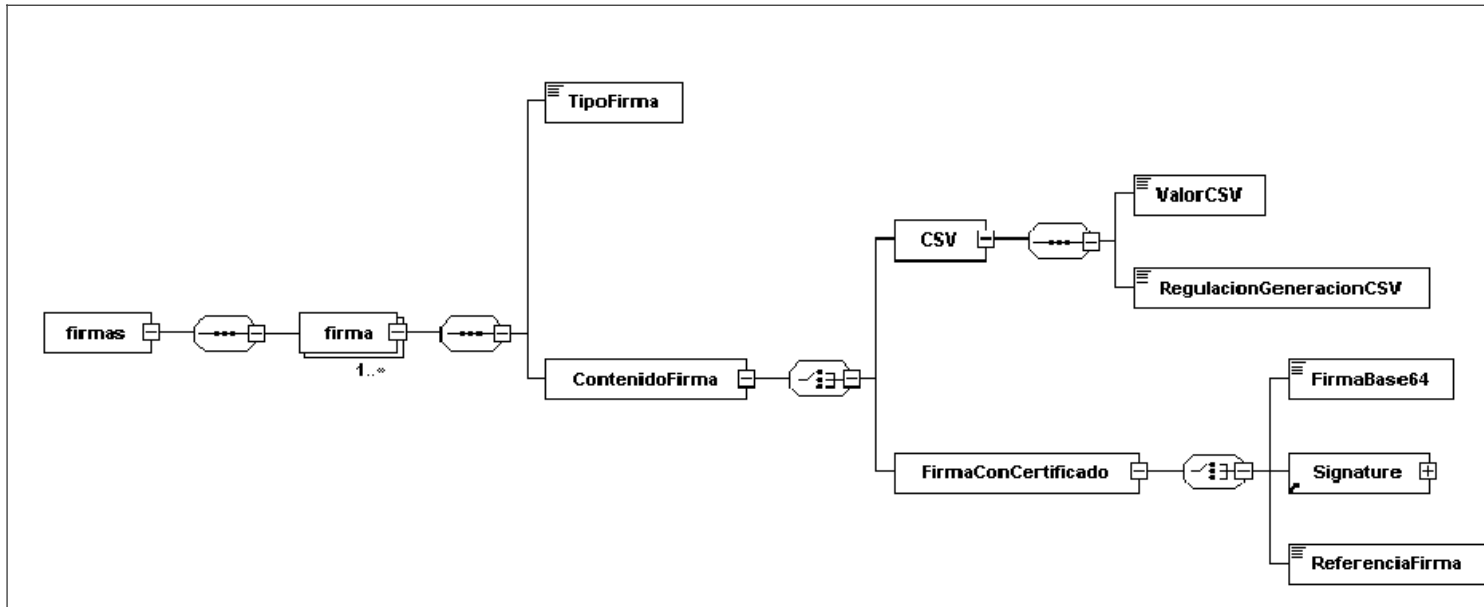 TipoFirma
ValorCSV
CSV
RegulacionGeneracionCSV
firmas
firma
1..∞
ContenidoFirma
FirmaBase64
FirmaConCertificado
Signature
ReferenciaFirma